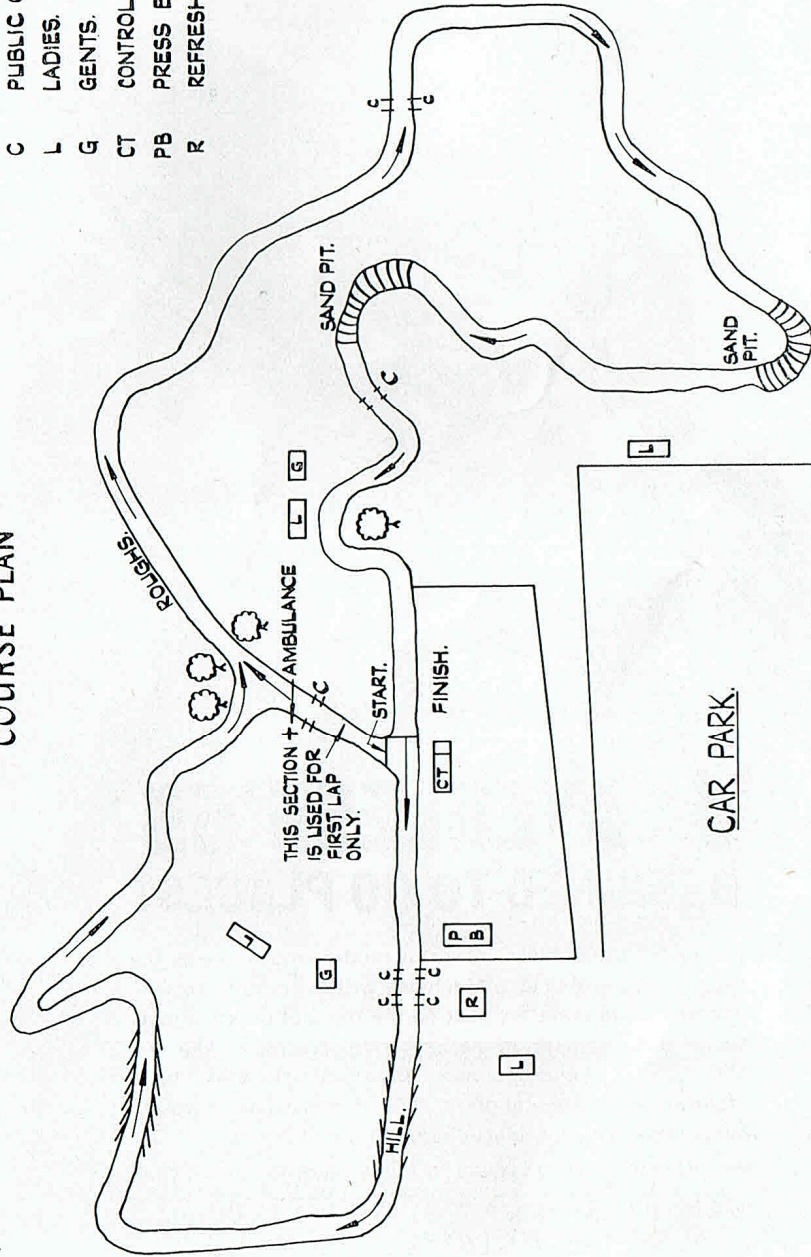 COURSE PLAN
C PUBLIC
L LADIES.
G GENTS.
CT CONTROL
PB PRESS
R REFRESH
ROUGHS.
SAND PIT.
SAND
PIT.
C
C
C
L
G
AMBULANCE
THIS SECTION
IS USED FOR
FIRST LAP
ONLY.
C
START.
FINISH.
CT
L
L
G
C
C
C
C
P
B
R
L
HILL.
CAR PARK.